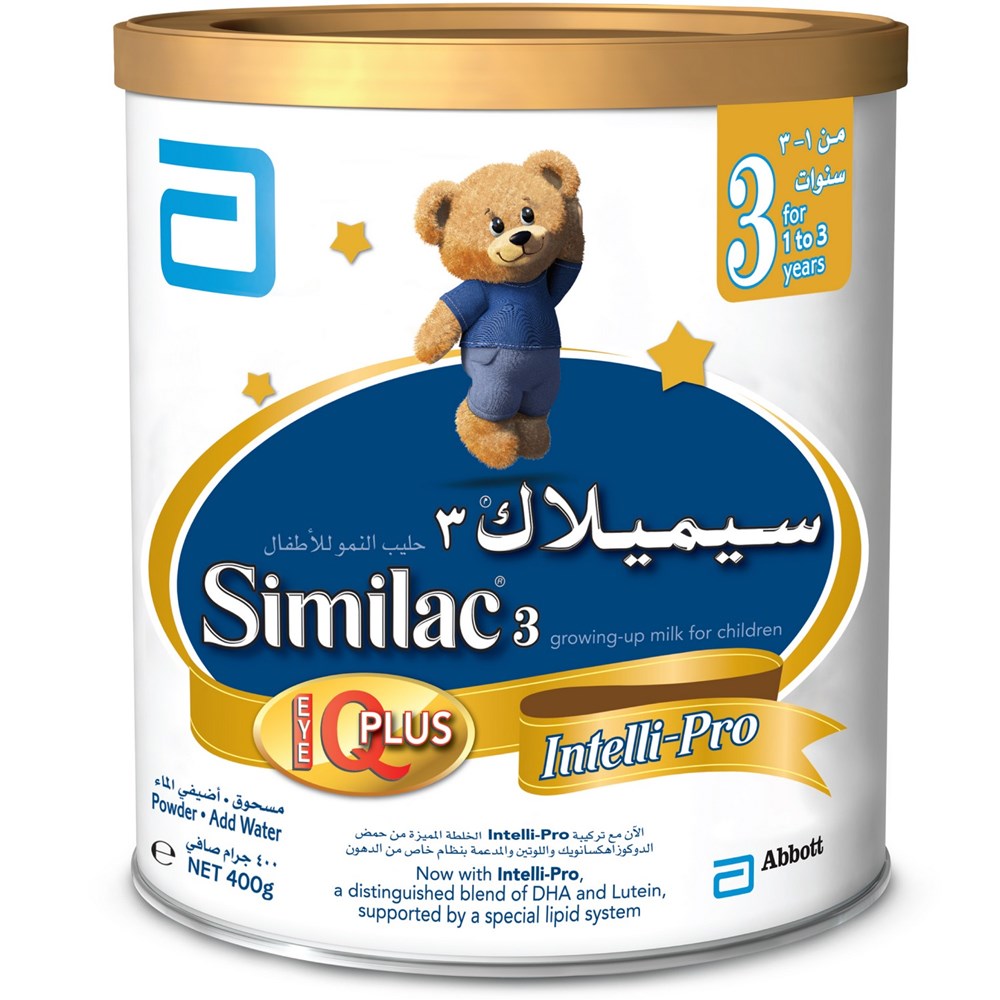 3
من ١-٣
سنوات
for
1 to 3
years
سيميلاك ٣
حليب النمو للأطفال
Similac® 3
growing-up milk for children
EYE IQ PLUS
Intelli-Pro
مسحوق • أضيفي الماء
Powder • Add Water
٤٠٠ جرام صافي
℮ NET 400g
الآن مع تركيبة Intelli-Pro الخلطة المميزة من حمض
الدوكوزاهكسانويك واللوتين والمدعمة بنظام خاص من الدهون
Now with Intelli-Pro,
a distinguished blend of DHA and Lutein,
supported by a special lipid system
Abbott